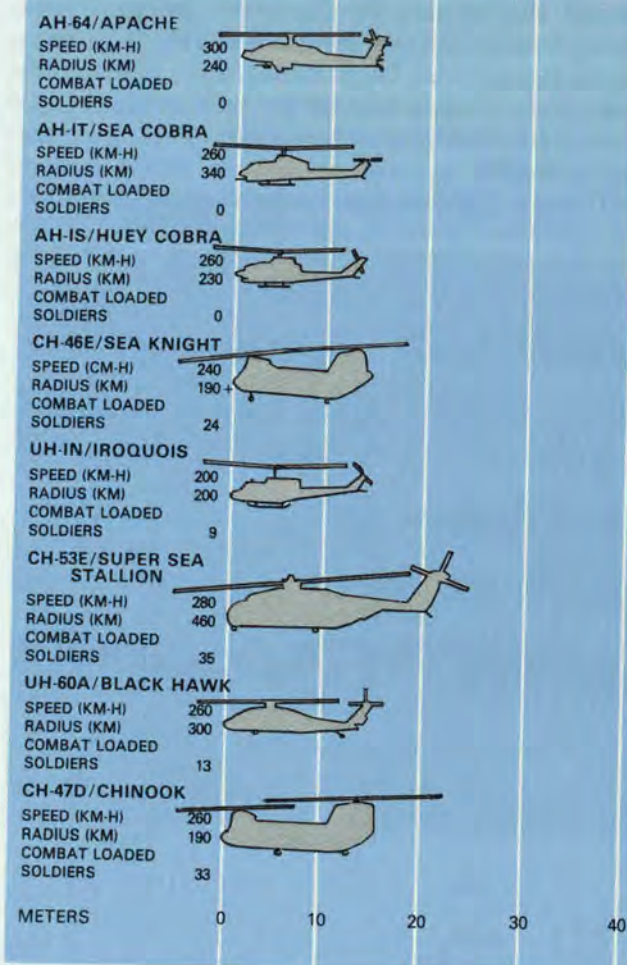 AH-64/APACHE
SPEED (KM-H) 300
RADIUS (KM) 240
COMBAT LOADED
SOLDIERS 0
AH-IT/SEA COBRA
SPEED (KM-H) 260
RADIUS (KM) 340
COMBAT LOADED
SOLDIERS 0
AH-IS/HUEY COBRA
SPEED (KM-H) 260
RADIUS (KM) 230
COMBAT LOADED
SOLDIERS 0
CH-46E/SEA KNIGHT
SPEED (CM-H) 240
RADIUS (KM) 190 +
COMBAT LOADED
SOLDIERS 24
UH-IN/IROQUOIS
SPEED (KM-H) 200
RADIUS (KM) 200
COMBAT LOADED
SOLDIERS 9
CH-53E/SUPER SEA
STALLION
SPEED (KM-H) 280
RADIUS (KM) 460
COMBAT LOADED
SOLDIERS 35
UH-60A/BLACK HAWK
SPEED (KM-H) 260
RADIUS (KM) 300
COMBAT LOADED
SOLDIERS 13
CH-47D/CHINOOK
SPEED (KM-H) 260
RADIUS (KM) 190
COMBAT LOADED
SOLDIERS 33
METERS 0 10 20 30 40